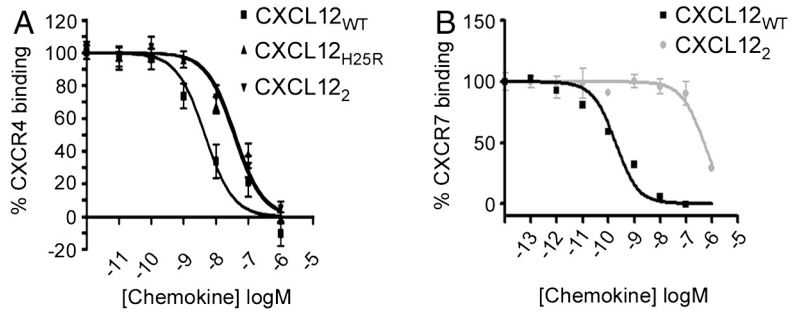 A
CXCL12WT
CXCL12H25R
CXCL122
% CXCR4 binding
120
100
80
60
40
20
0
-20
-11
-10
-9
-8
-7
-6
-5
[Chemokine] logM
B
CXCL12WT
CXCL122
% CXCR7 binding
150
100
50
0
-13
-12
-11
-10
-9
-8
-7
-6
-5
[Chemokine] logM